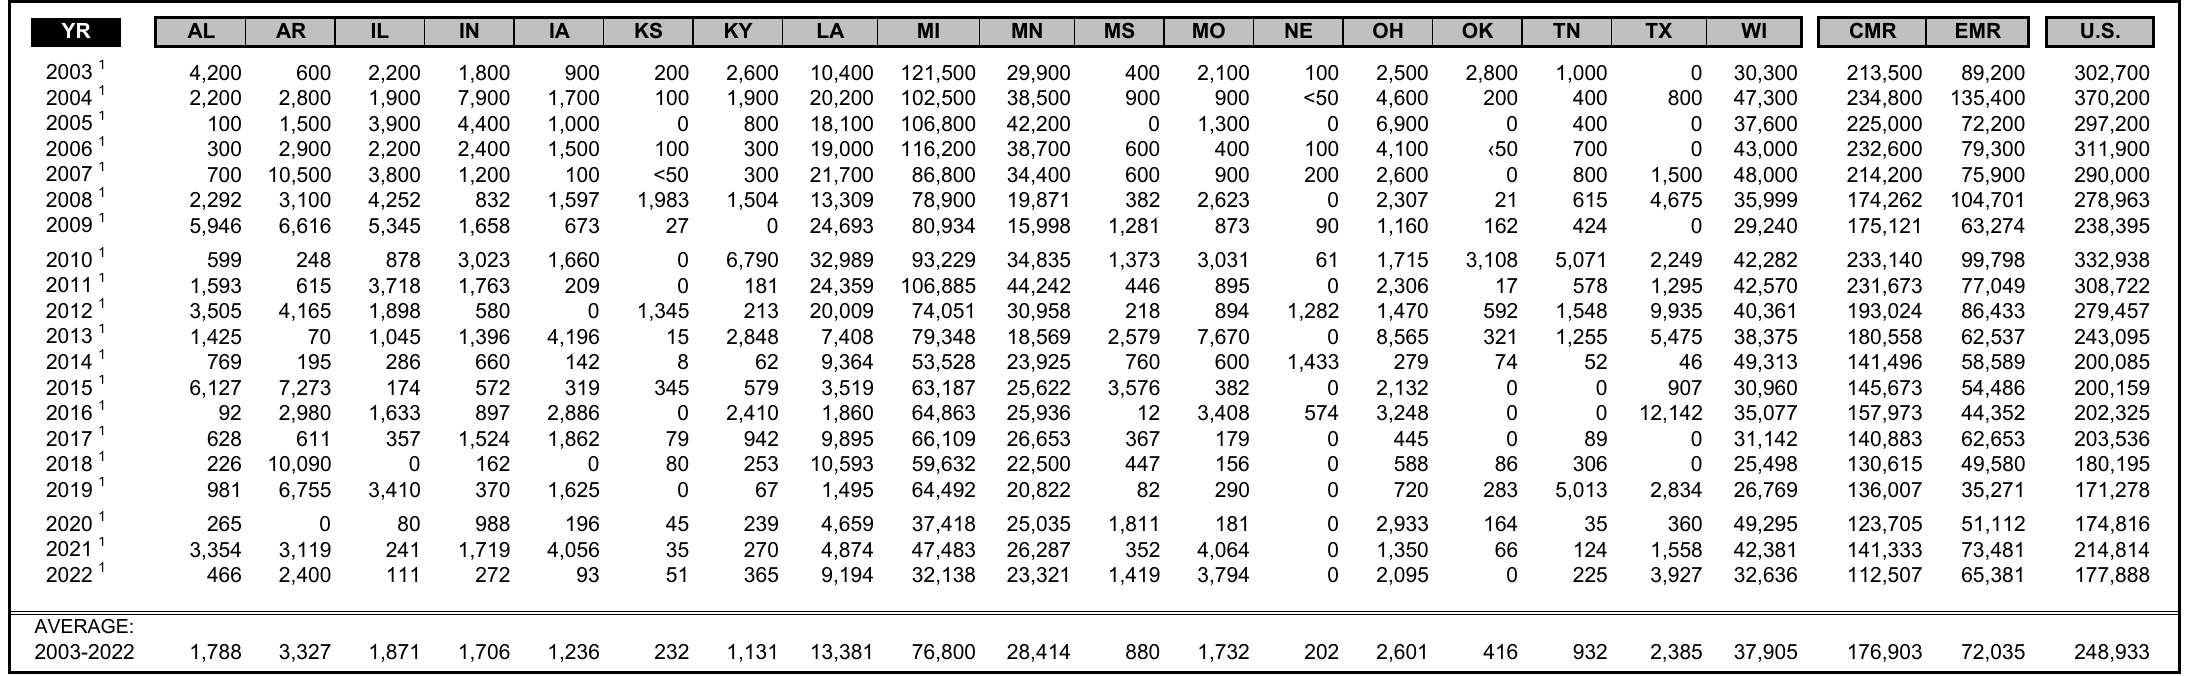 YR AL AR IL IN IA KS KY LA MI MN MS MO NE OH OK TN TX WI CMR EMR U.S.
2003 1 4,200 600 2,200 1,800 900 200 2,600 10,400 121,500 29,900 400 2,100 100 2,500 2,800 1,000 0 30,300 213,500 89,200 302,700
2004 1 2,200 2,800 1,900 7,900 1,700 100 1,900 20,200 102,500 38,500 900 900 <50 4,600 200 400 800 47,300 234,800 135,400 370,200
2005 1 100 1,500 3,900 4,400 1,000 0 800 18,100 106,800 42,200 0 1,300 0 6,900 0 400 0 37,600 225,000 72,200 297,200
2006 1 300 2,900 2,200 2,400 1,500 100 300 19,000 116,200 38,700 600 400 100 4,100 ‹50 700 0 43,000 232,600 79,300 311,900
2007 1 700 10,500 3,800 1,200 100 <50 300 21,700 86,800 34,400 600 900 200 2,600 0 800 1,500 48,000 214,200 75,900 290,000
2008 1 2,292 3,100 4,252 832 1,597 1,983 1,504 13,309 78,900 19,871 382 2,623 0 2,307 21 615 4,675 35,999 174,262 104,701 278,963
2009 1 5,946 6,616 5,345 1,658 673 27 0 24,693 80,934 15,998 1,281 873 90 1,160 162 424 0 29,240 175,121 63,274 238,395
2010 1 599 248 878 3,023 1,660 0 6,790 32,989 93,229 34,835 1,373 3,031 61 1,715 3,108 5,071 2,249 42,282 233,140 99,798 332,938
2011 1 1,593 615 3,718 1,763 209 0 181 24,359 106,885 44,242 446 895 0 2,306 17 578 1,295 42,570 231,673 77,049 308,722
2012 1 3,505 4,165 1,898 580 0 1,345 213 20,009 74,051 30,958 218 894 1,282 1,470 592 1,548 9,935 40,361 193,024 86,433 279,457
2013 1 1,425 70 1,045 1,396 4,196 15 2,848 7,408 79,348 18,569 2,579 7,670 0 8,565 321 1,255 5,475 38,375 180,558 62,537 243,095
2014 1 769 195 286 660 142 8 62 9,364 53,528 23,925 760 600 1,433 279 74 52 46 49,313 141,496 58,589 200,085
2015 1 6,127 7,273 174 572 319 345 579 3,519 63,187 25,622 3,576 382 0 2,132 0 0 907 30,960 145,673 54,486 200,159
2016 1 92 2,980 1,633 897 2,886 0 2,410 1,860 64,863 25,936 12 3,408 574 3,248 0 0 12,142 35,077 157,973 44,352 202,325
2017 1 628 611 357 1,524 1,862 79 942 9,895 66,109 26,653 367 179 0 445 0 89 0 31,142 140,883 62,653 203,536
2018 1 226 10,090 0 162 0 80 253 10,593 59,632 22,500 447 156 0 588 86 306 0 25,498 130,615 49,580 180,195
2019 1 981 6,755 3,410 370 1,625 0 67 1,495 64,492 20,822 82 290 0 720 283 5,013 2,834 26,769 136,007 35,271 171,278
2020 1 265 0 80 988 196 45 239 4,659 37,418 25,035 1,811 181 0 2,933 164 35 360 49,295 123,705 51,112 174,816
2021 1 3,354 3,119 241 1,719 4,056 35 270 4,874 47,483 26,287 352 4,064 0 1,350 66 124 1,558 42,381 141,333 73,481 214,814
2022 1 466 2,400 111 272 93 51 365 9,194 32,138 23,321 1,419 3,794 0 2,095 0 225 3,927 32,636 112,507 65,381 177,888
AVERAGE:
2003-2022 1,788 3,327 1,871 1,706 1,236 232 1,131 13,381 76,800 28,414 880 1,732 202 2,601 416 932 2,385 37,905 176,903 72,035 248,933